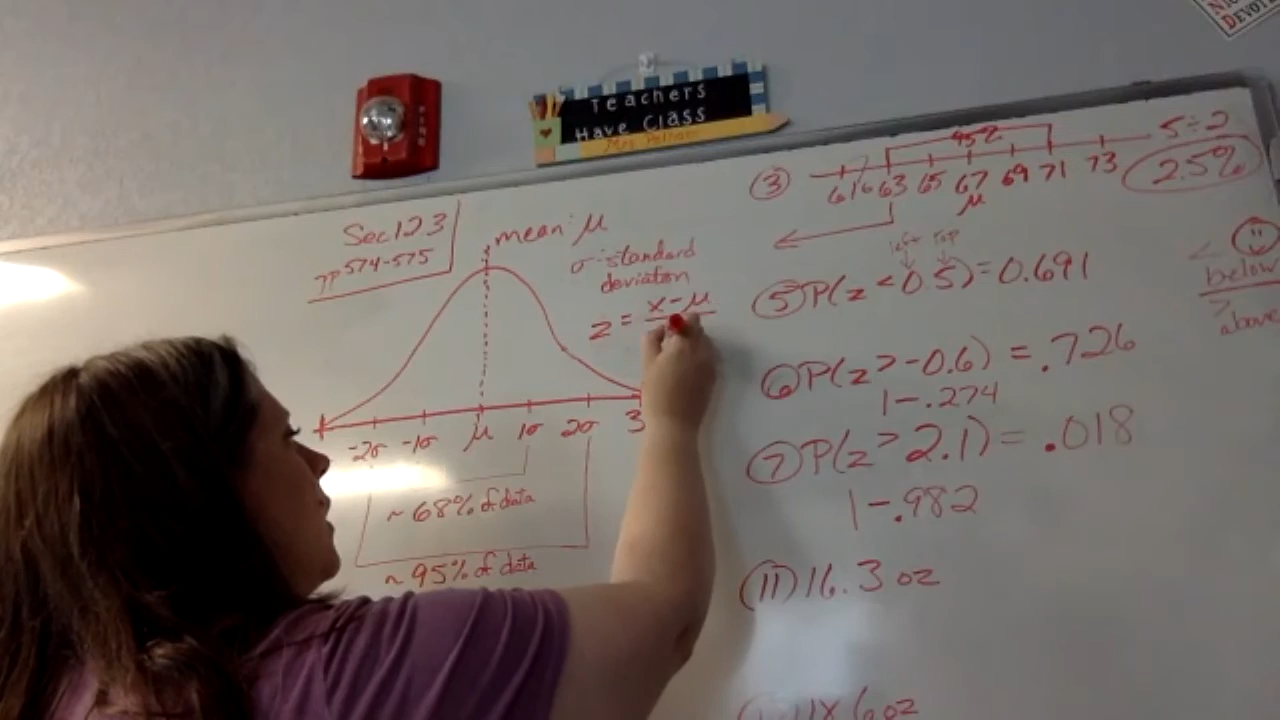 Teachers
Have Class
FIRE
DEVOTE
Sec 12.3
pp 574-575
mean: μ
σ-standard
deviation
z = x-μ
-2σ -1σ μ 1σ 2σ 3
~68% of data
~95% of data
③ 95% 5÷2
61 63 65 67 69 71 73 2.5%
μ
⑤ P(z < 0.5) = 0.691
⑥ P(z > -0.6) = .726
1-.274
⑦ P(z > 2.1) = .018
1-.982
⑪ 16.3 oz
<
below
>
above